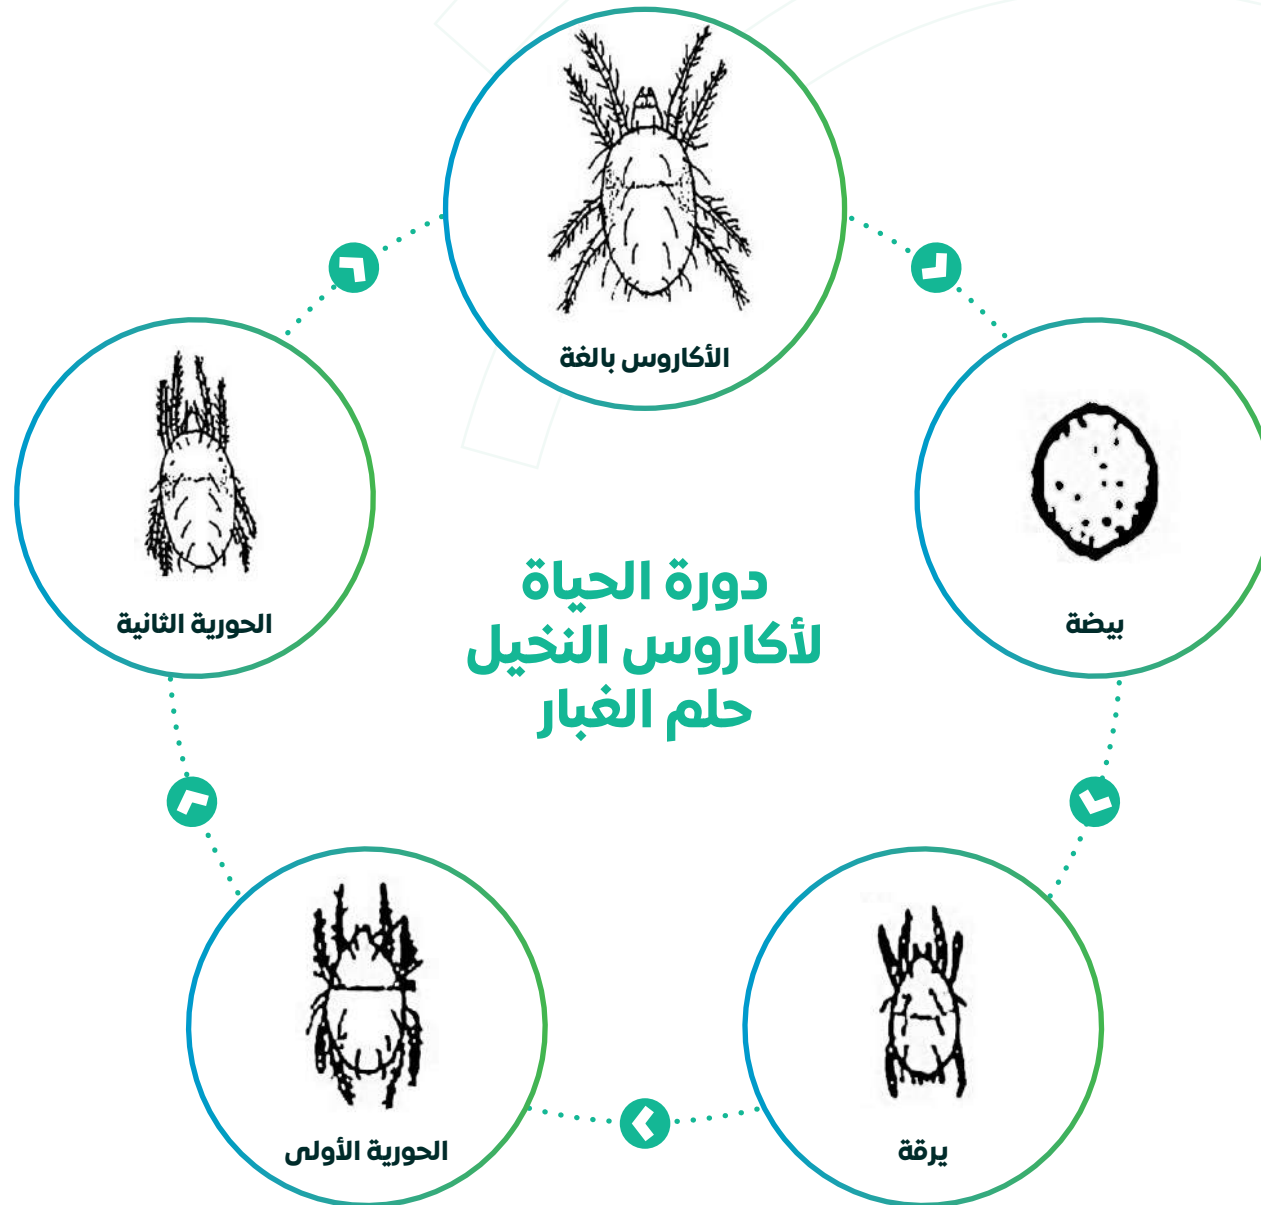 الأكاروس بالغة
بيضة
يرقة
الحورية الأولى
الحورية الثانية
دورة الحياة
لأكاروس النخيل
حلم الغبار